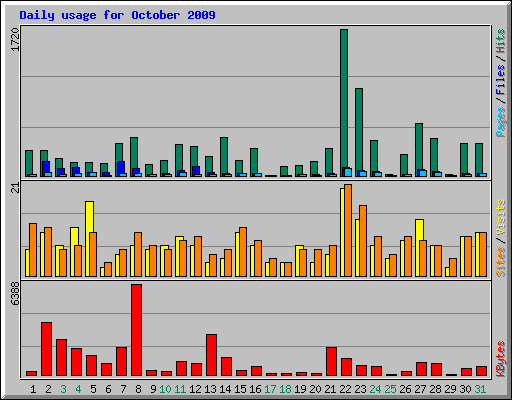 Daily usage for October 2009
1720
Pages / Files / Hits
21
Sites / Visits
6388
KBytes
1 2 3 4 5 6 7 8 9 10 11 12 13 14 15 16 17 18 19 20 21 22 23 24 25 26 27 28 29 30 31